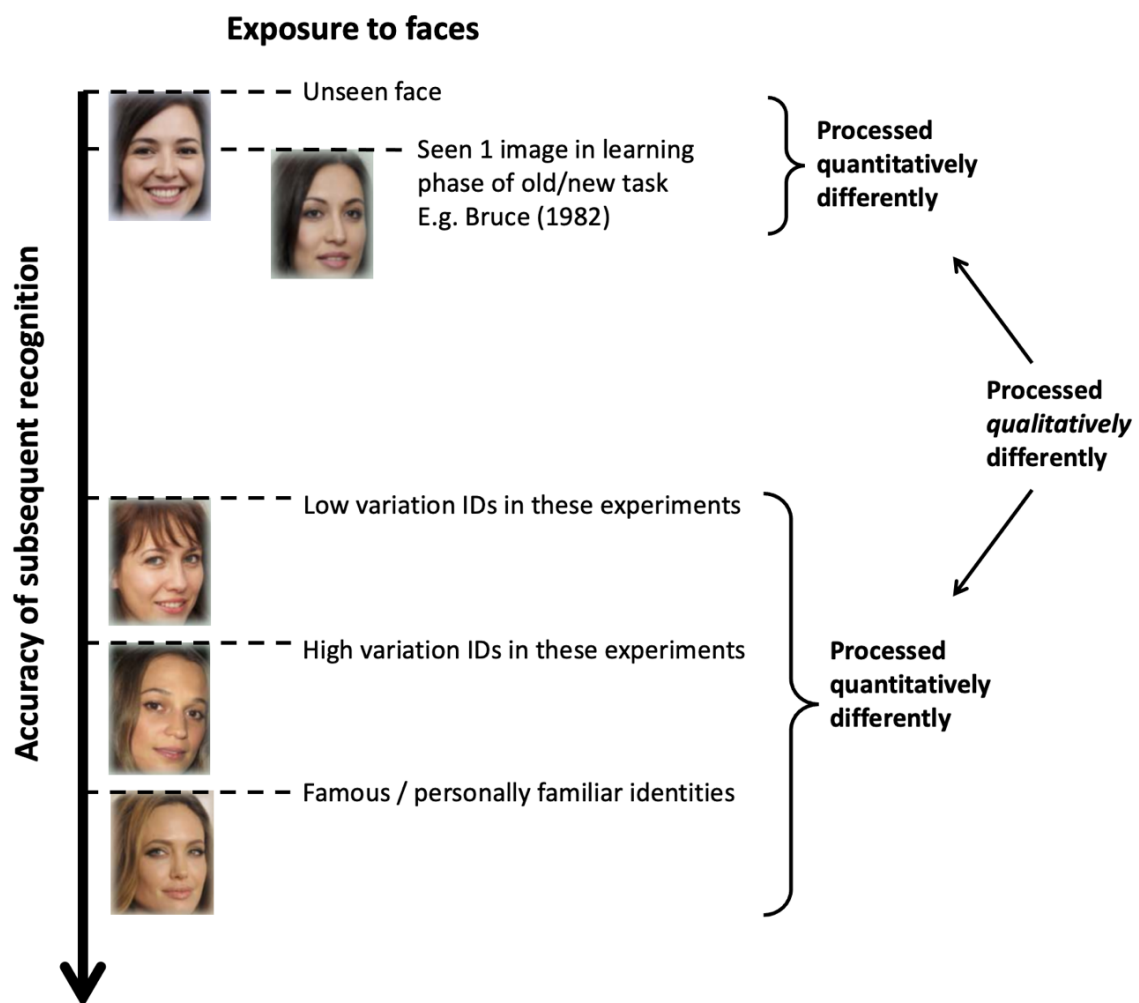 Exposure to faces
Unseen face
Seen 1 image in learning
phase of old/new task
E.g. Bruce (1982)
Processed
quantitatively
differently
Accuracy of subsequent recognition
Processed
qualitatively
differently
Low variation IDs in these experiments
High variation IDs in these experiments
Famous / personally familiar identities
Processed
quantitatively
differently